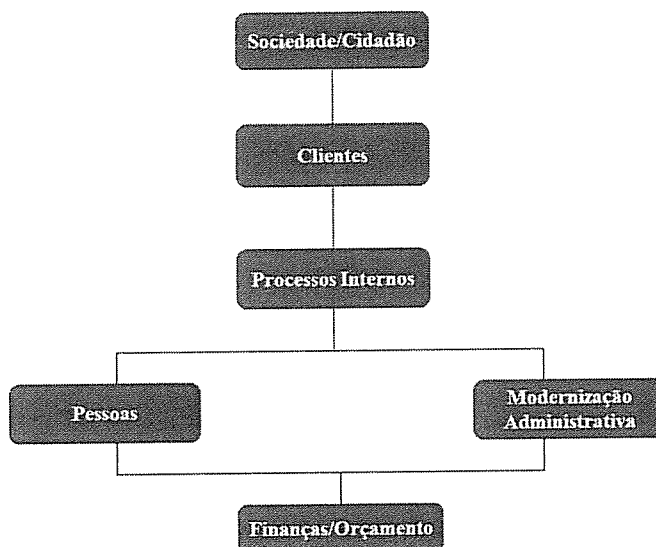 Sociedade/Cidadão
Clientes
Processos Internos
Pessoas
Modernização
Administrativa
Finanças/Orçamento